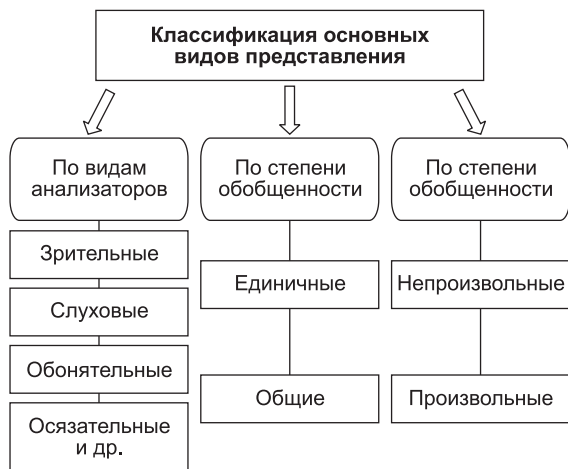 Классификация основных
видов представления
По видам
анализаторов
Зрительные
Слуховые
Обонятельные
Осязательные
и др.
По степени
обобщенности
Единичные
Общие
По степени
обобщенности
Непроизвольные
Произвольные